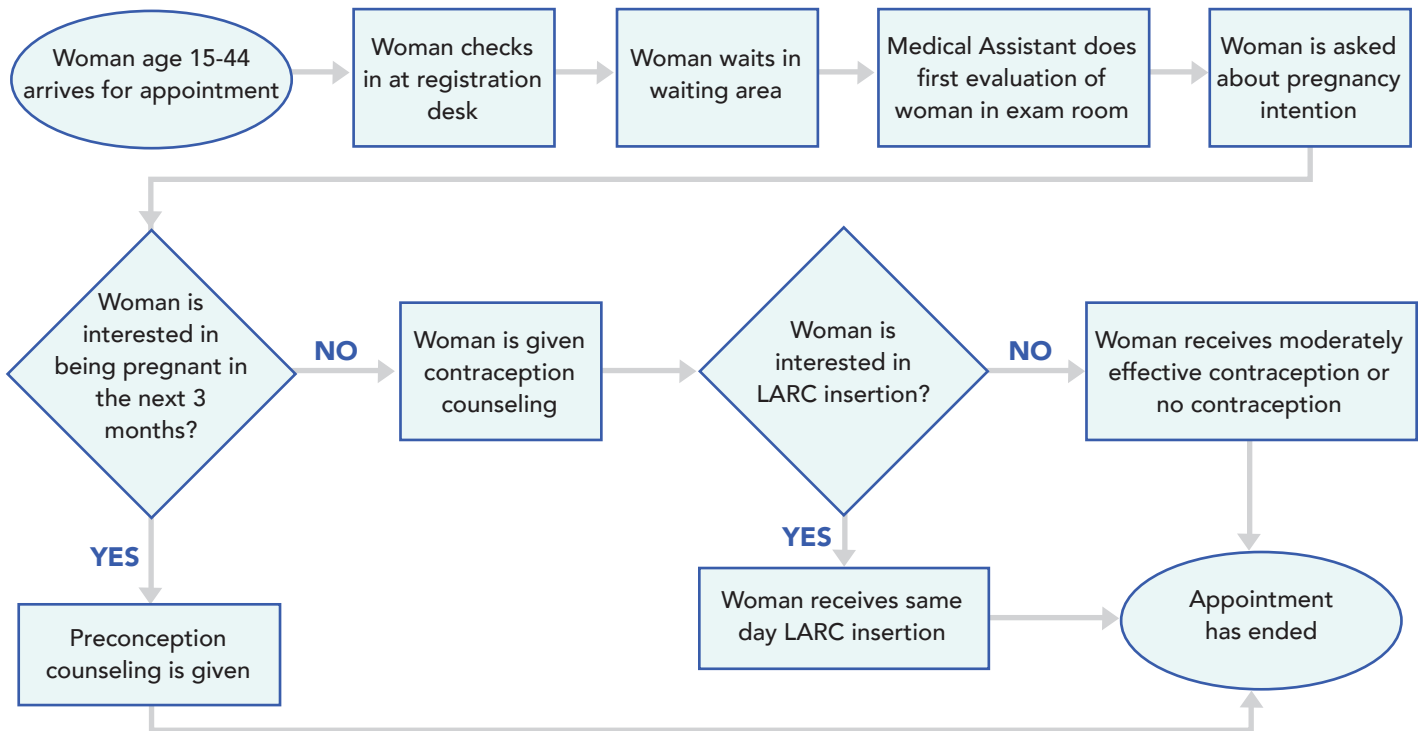 Woman age 15-44
arrives for appointment
Woman checks
in at registration
desk
Woman waits in
waiting area
Medical Assistant does
first evaluation of
woman in exam room
Woman is asked
about pregnancy
intention
Woman is
interested in
being pregnant in
the next 3
months?
NO
Woman is given
contraception
counseling
Woman is
interested in
LARC insertion?
NO
Woman receives moderately
effective contraception or
no contraception
YES
Preconception
counseling is given
YES
Woman receives same
day LARC insertion
Appointment
has ended